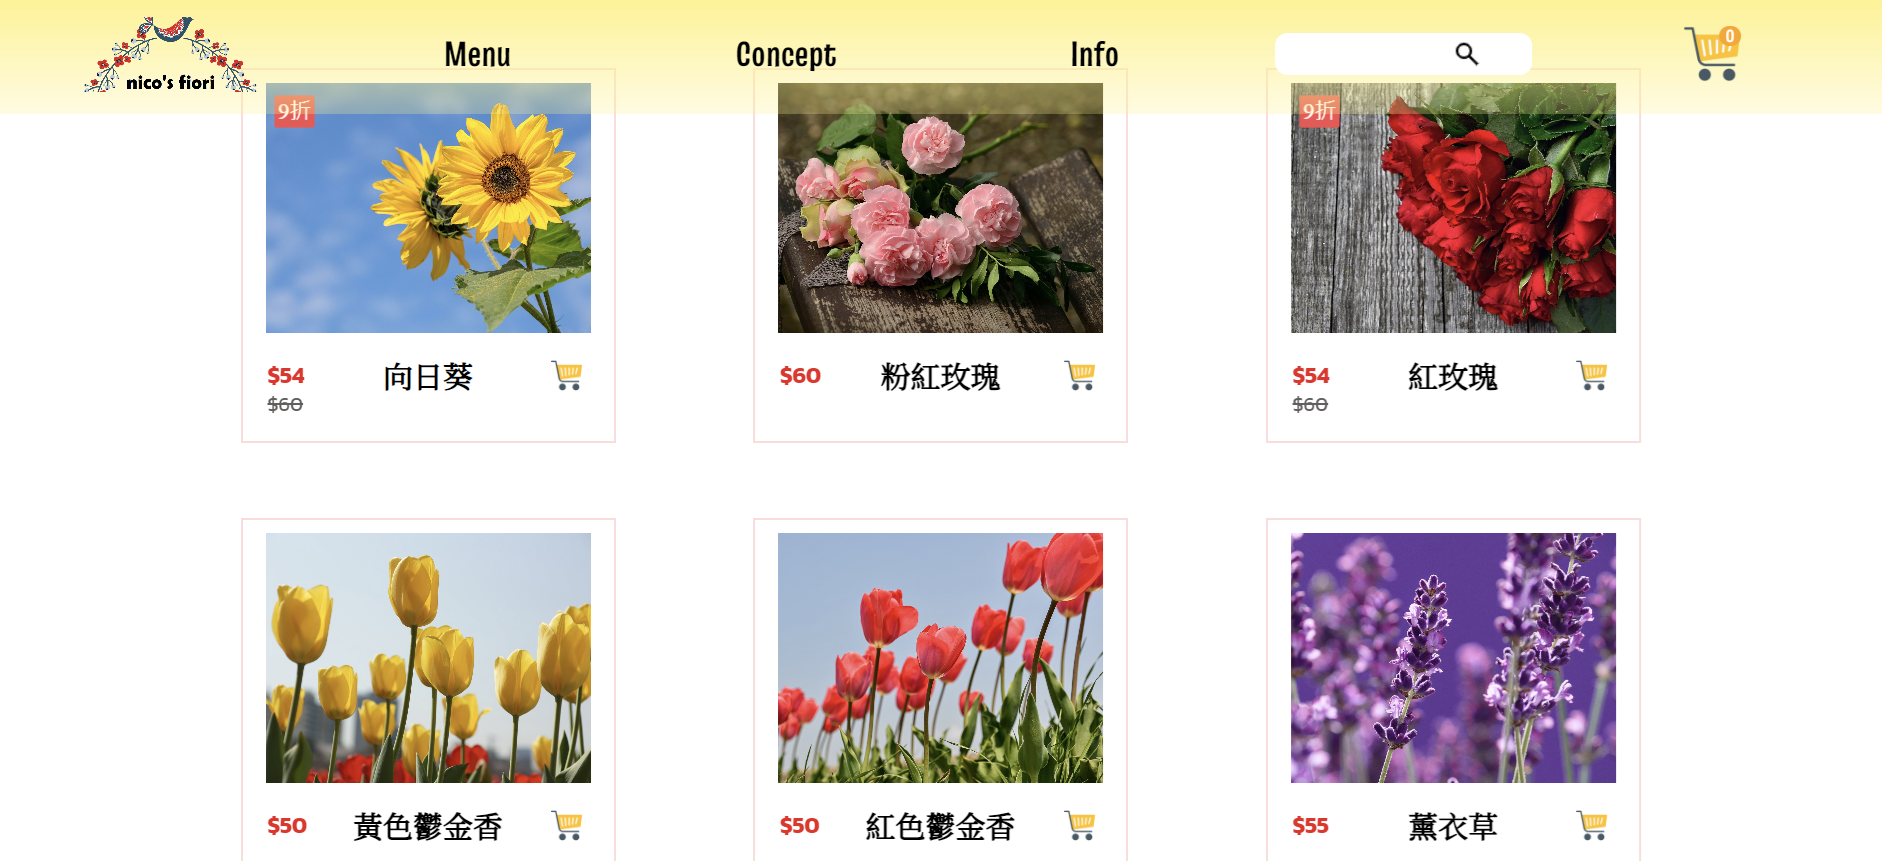 nico's fiori
Menu
Concept
Info
0
9折
9折
$54
向日葵
$60
$60
粉紅玫瑰
$54
紅玫瑰
$60
$50
黃色鬱金香
$50
紅色鬱金香
$55
薰衣草